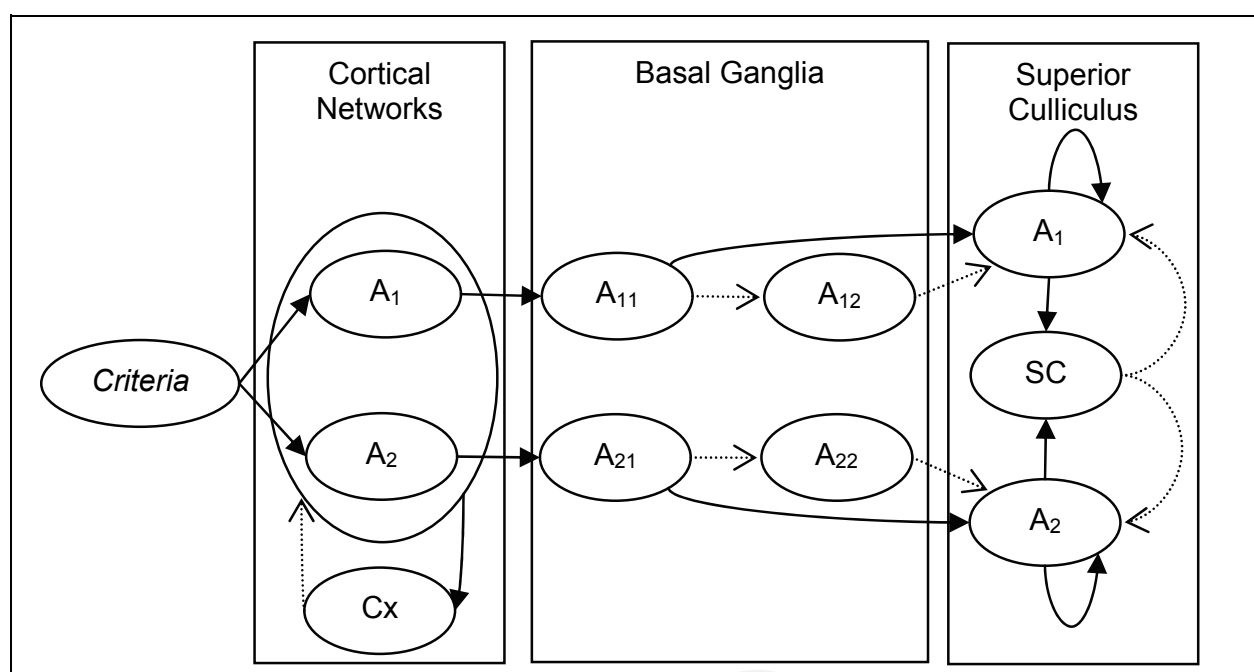 Cortical
Networks
Basal Ganglia
Superior
Culliculus
A₁
A₁
A₁₁
A₁₂
Criteria
SC
A₂
A₂₁
A₂₂
A₂
Cx